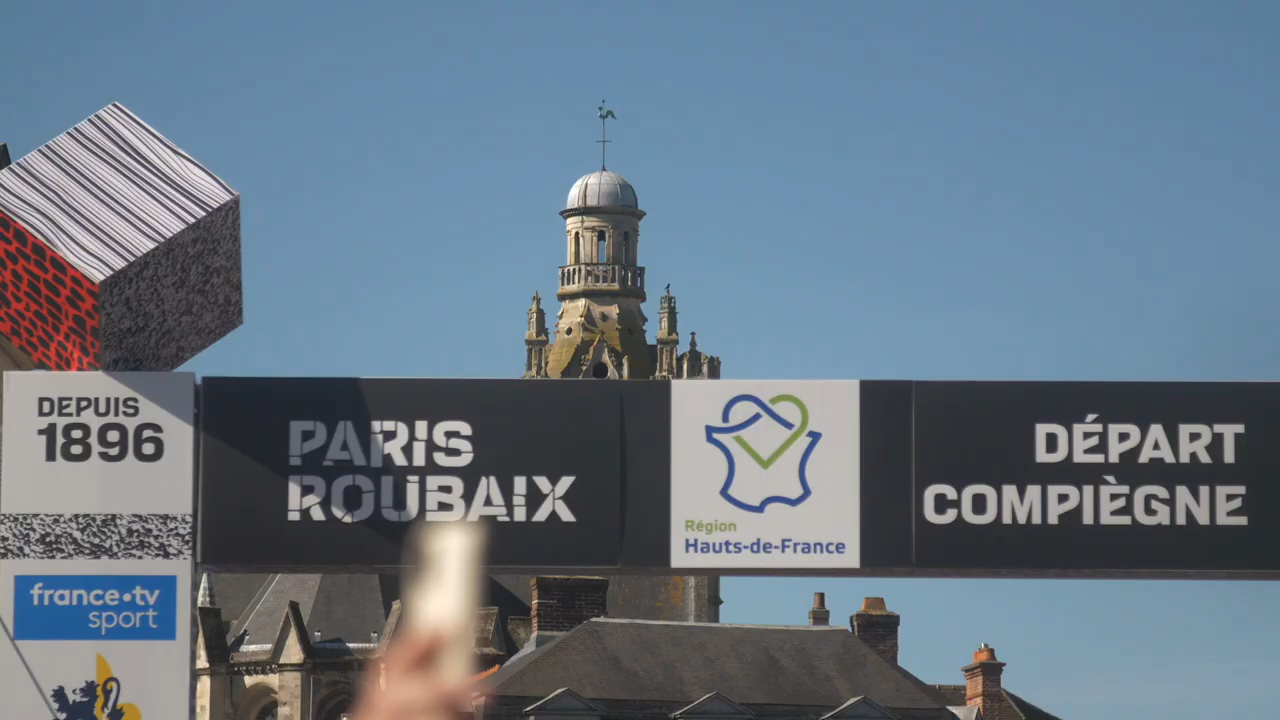 DEPUIS
1896
PARIS
ROUBAIX
Région
Hauts-de-France
DÉPART
COMPIÈGNE
france•tv
sport